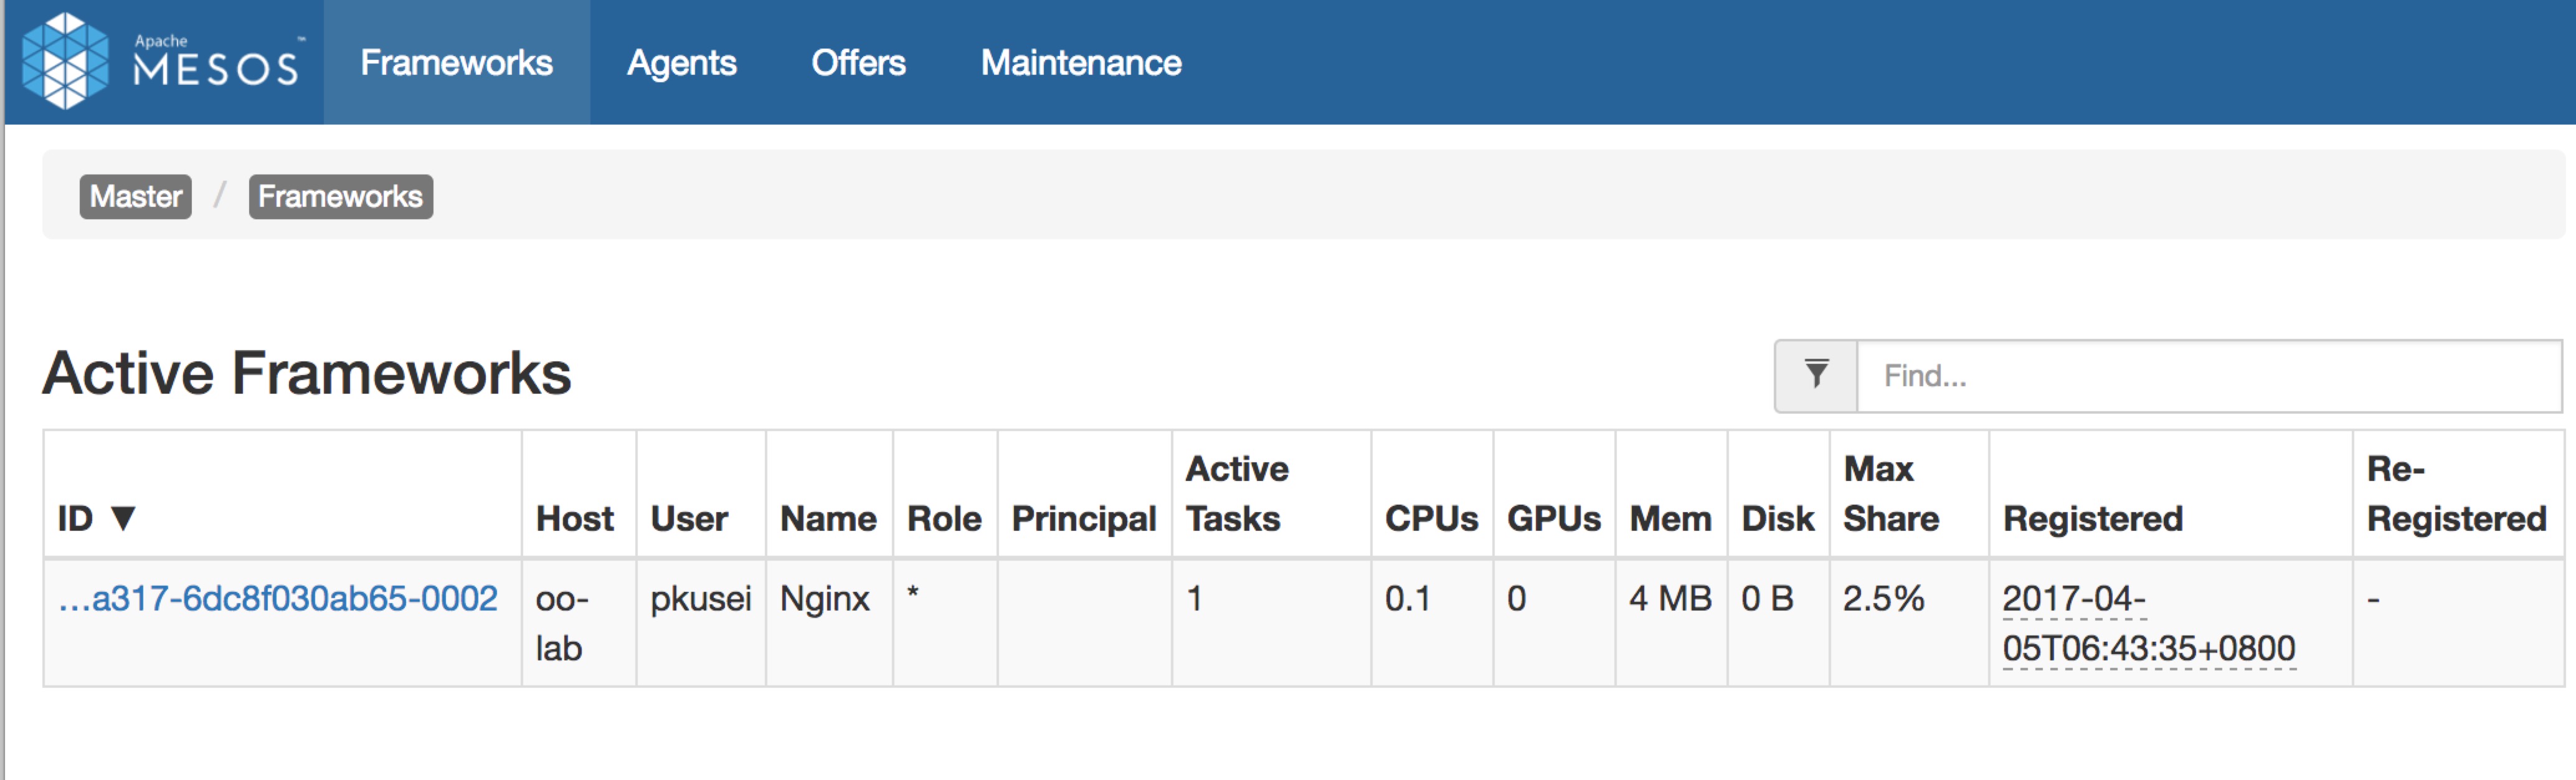 Apache
MESOS™
Frameworks Agents Offers Maintenance
Master / Frameworks
Active Frameworks
Find...
ID ▼ Host User Name Role Principal Active Tasks CPUs GPUs Mem Disk Max Share Registered Re-Registered
...a317-6dc8f030ab65-0002 oo-lab pkusei Nginx * 1 0.1 0 4 MB 0 B 2.5% 2017-04-05T06:43:35+0800 -